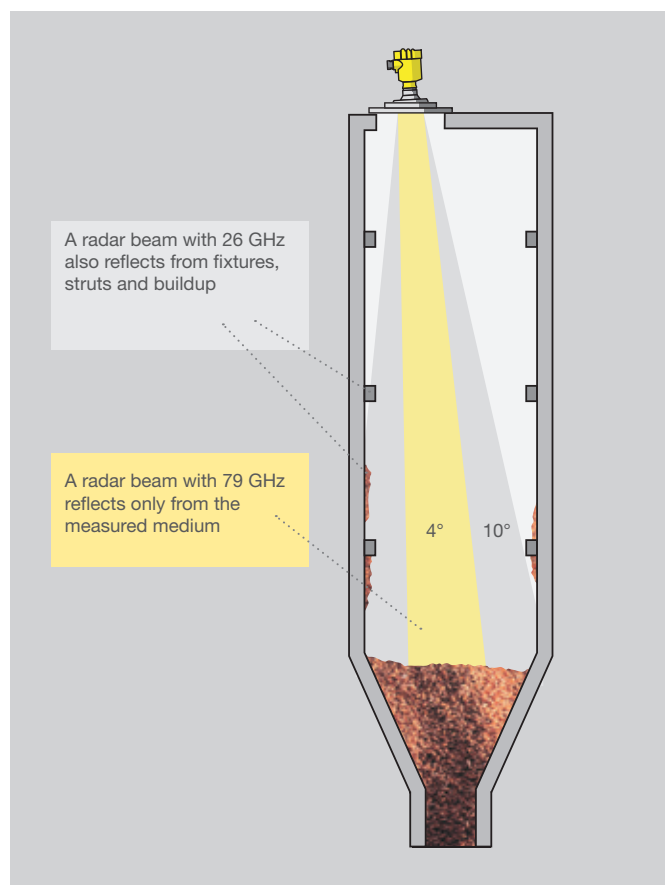 A radar beam with 26 GHz
also reflects from fixtures,
struts and buildup
A radar beam with 79 GHz
reflects only from the
measured medium
4°
10°